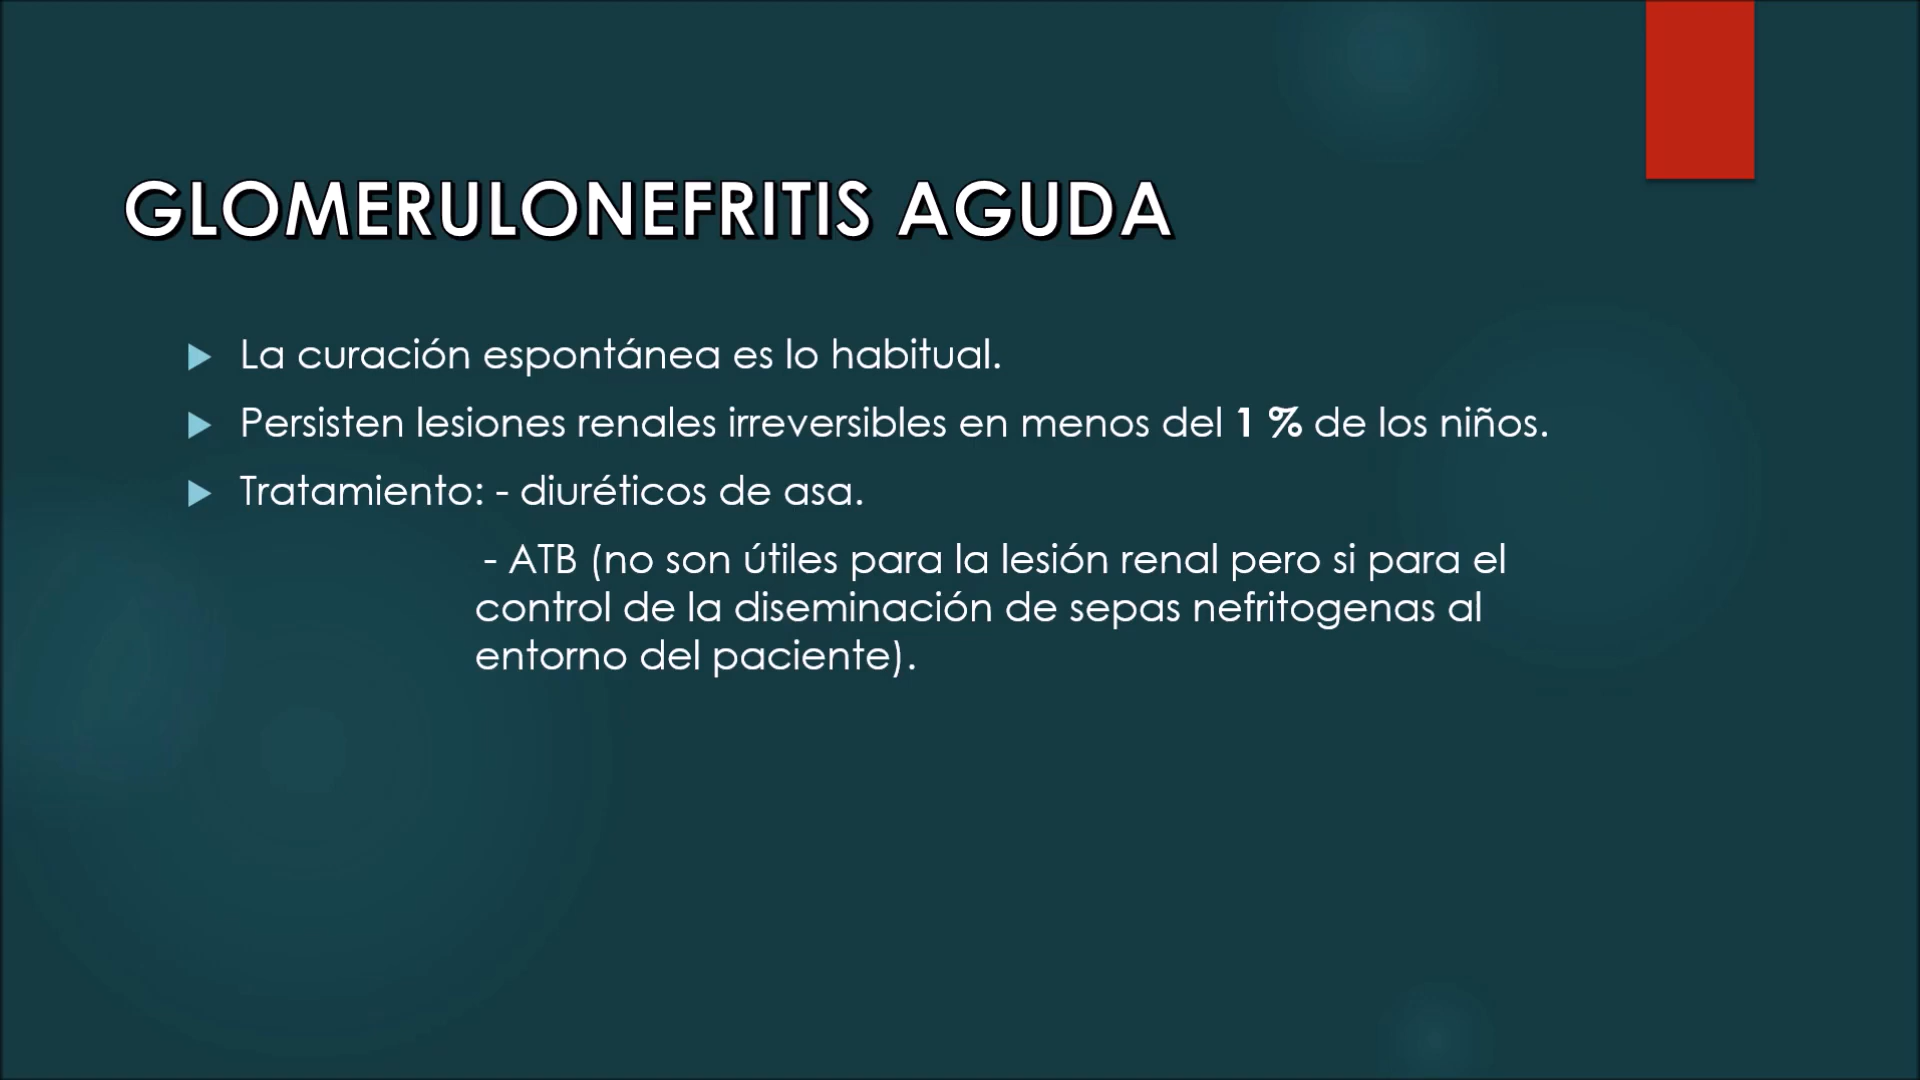 GLOMERULONEFRITIS AGUDA
La curación espontánea es lo habitual.
Persisten lesiones renales irreversibles en menos del 1 % de los niños.
Tratamiento: - diuréticos de asa.
- ATB (no son útiles para la lesión renal pero si para el
control de la diseminación de sepas nefritogenas al
entorno del paciente).